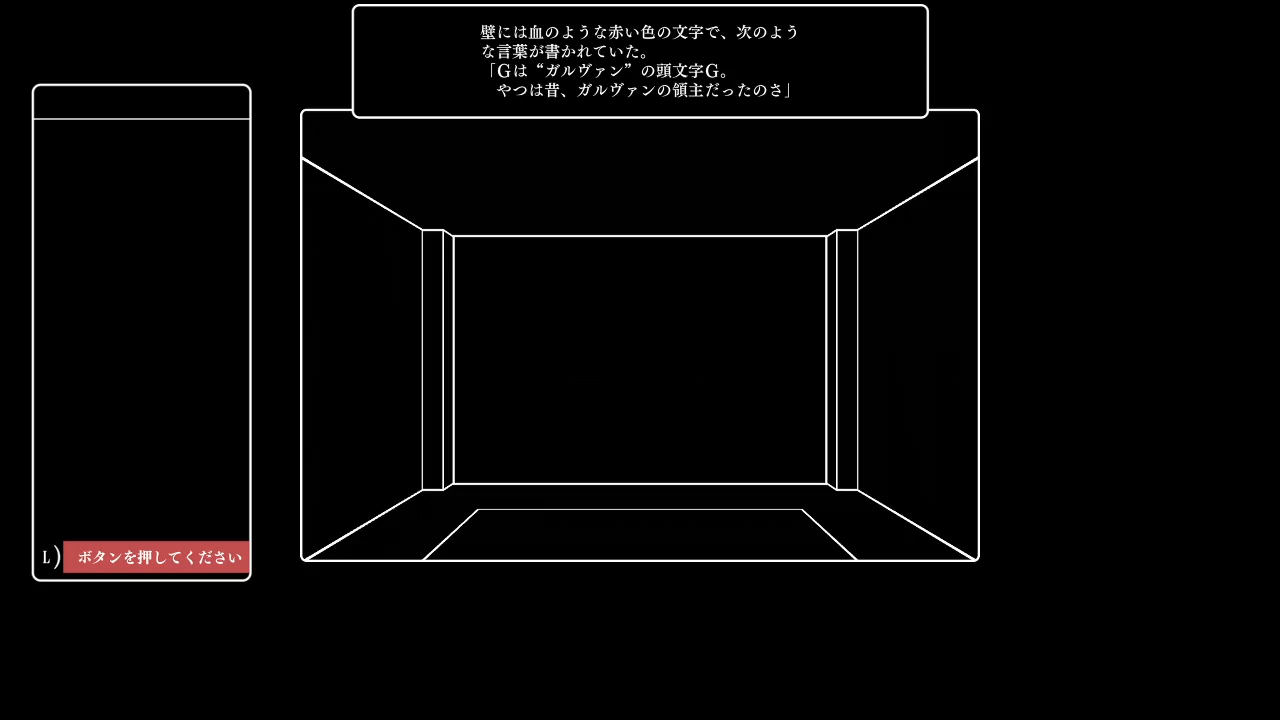 壁には血のような赤い色の文字で、次のよう
な言葉が書かれていた。
「Ｇは“ガルヴァン”の頭文字Ｇ。
　やつは昔、ガルヴァンの領主だったのさ」
L) ボタンを押してください